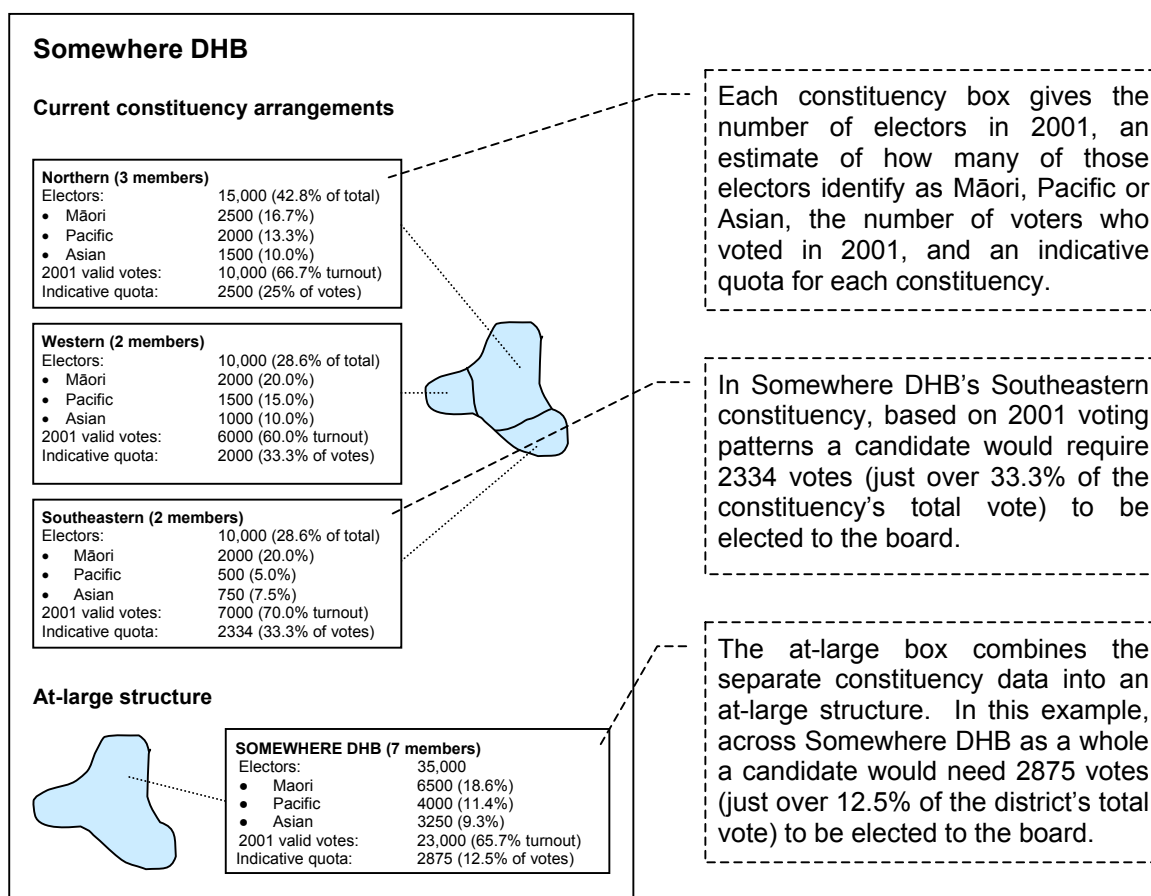 Somewhere DHB
Current constituency arrangements
Northern (3 members)
Electors: 15,000 (42.8% of total)
• Māori 2500 (16.7%)
• Pacific 2000 (13.3%)
• Asian 1500 (10.0%)
2001 valid votes: 10,000 (66.7% turnout)
Indicative quota: 2500 (25% of votes)
Western (2 members)
Electors: 10,000 (28.6% of total)
• Māori 2000 (20.0%)
• Pacific 1500 (15.0%)
• Asian 1000 (10.0%)
2001 valid votes: 6000 (60.0% turnout)
Indicative quota: 2000 (33.3% of votes)
Southeastern (2 members)
Electors: 10,000 (28.6% of total)
• Māori 2000 (20.0%)
• Pacific 500 (5.0%)
• Asian 750 (7.5%)
2001 valid votes: 7000 (70.0% turnout)
Indicative quota: 2334 (33.3% of votes)
At-large structure
SOMEWHERE DHB (7 members)
Electors: 35,000
• Maori 6500 (18.6%)
• Pacific 4000 (11.4%)
• Asian 3250 (9.3%)
2001 valid votes: 23,000 (65.7% turnout)
Indicative quota: 2875 (12.5% of votes)
Each constituency box gives the
number of electors in 2001, an
estimate of how many of those
electors identify as Māori, Pacific or
Asian, the number of voters who
voted in 2001, and an indicative
quota for each constituency.
In Somewhere DHB's Southeastern
constituency, based on 2001 voting
patterns a candidate would require
2334 votes (just over 33.3% of the
constituency's total vote) to be
elected to the board.
The at-large box combines the
separate constituency data into an
at-large structure. In this example,
across Somewhere DHB as a whole
a candidate would need 2875 votes
(just over 12.5% of the district's total
vote) to be elected to the board.